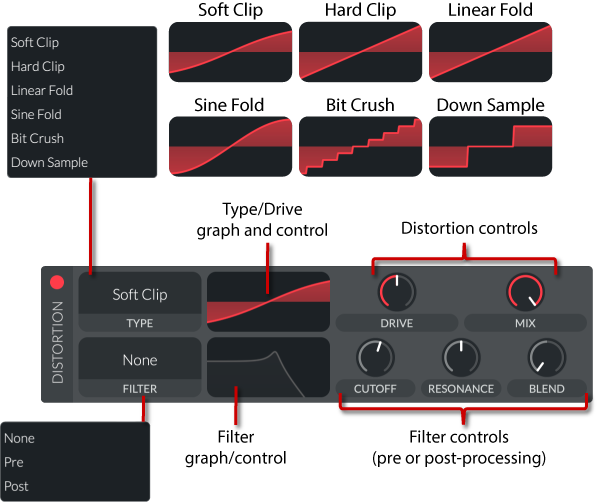 Soft Clip
Hard Clip
Linear Fold
Sine Fold
Bit Crush
Down Sample
Soft Clip Hard Clip Linear Fold
Sine Fold Bit Crush Down Sample
Type/Drive
graph and control
Distortion controls
DISTORTION
Soft Clip
TYPE
DRIVE MIX
None
FILTER
CUTOFF RESONANCE BLEND
None
Pre
Post
Filter
graph/control
Filter controls
(pre or post-processing)